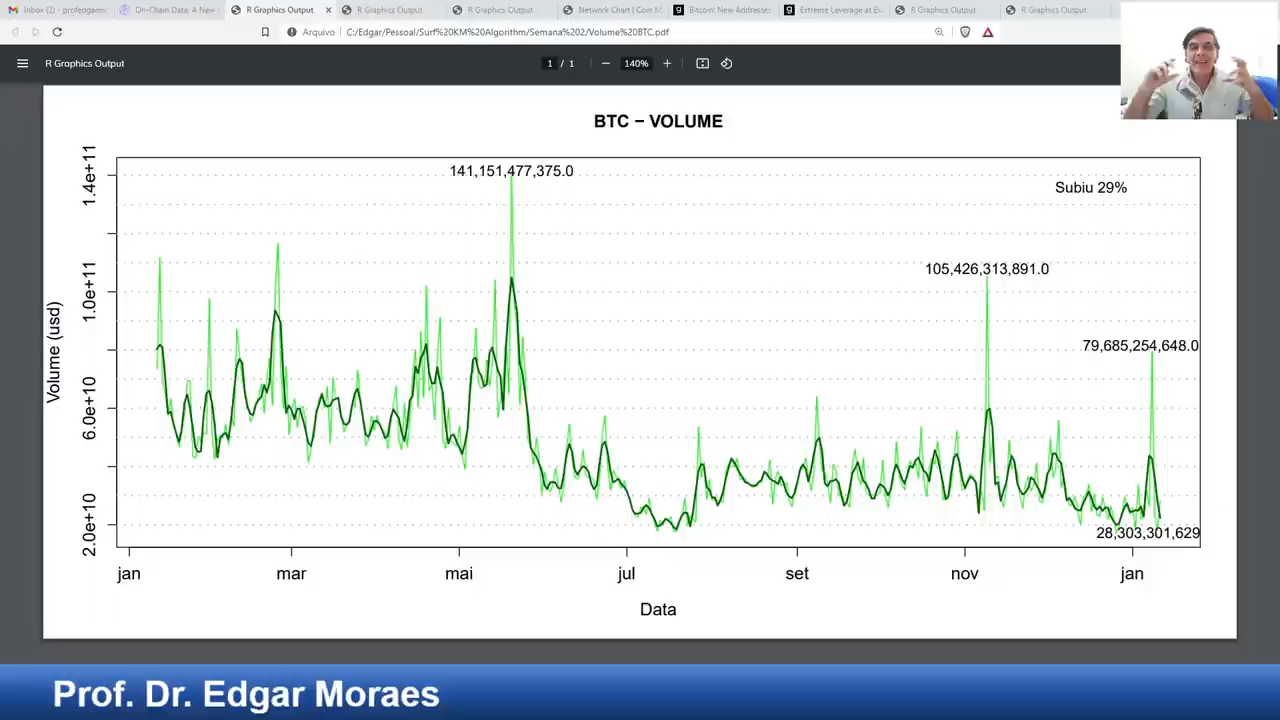 Inbox (2) - profedgarmo
On-Chain Data: A New
R Graphics Output
R Graphics Output
R Graphics Output
Network Chart | Coin M
Bitcoin: New Addresses
Extreme Leverage at
R Graphics Output
R Graphics Output
Arquivo
C:/Edgar/Pessoal/Surf%20KM%20Algorithm/Semana%202/Volume%20BTC.pdf
R Graphics Output
1 / 1
140%
BTC − VOLUME
141,151,477,375.0
Subiu 29%
105,426,313,891.0
79,685,254,648.0
28,303,301,629
1.4e+11
1.0e+11
6.0e+10
2.0e+10
Volume (usd)
jan
mar
mai
jul
set
nov
jan
Data
Prof. Dr. Edgar Moraes